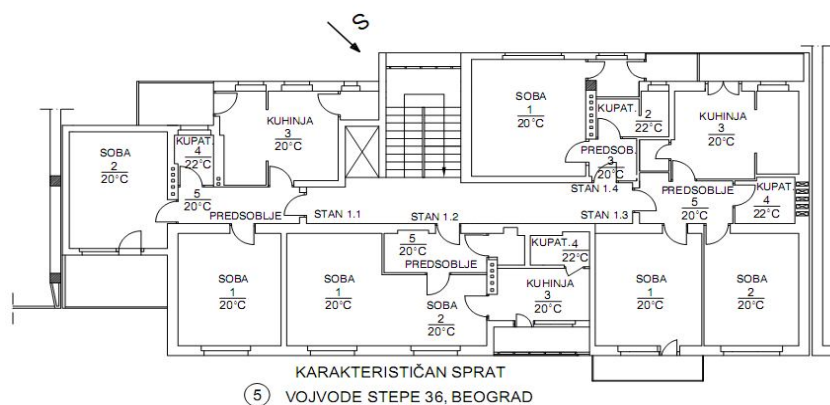 S
SOBA
1
20°C
KUPAT.
2
22°C
KUHINJA
3
20°C
KUHINJA
3
20°C
KUPAT.
4
22°C
SOBA
2
20°C
PREDSOB.
3
20°C
5
20°C
PREDSOBLJE
PREDSOBLJE
5
20°C
KUPAT.
4
22°C
STAN 1.1
STAN 1.2
STAN 1.4
STAN 1.3
5
20°C
PREDSOBLJE
KUPAT. 4
22°C
SOBA
1
20°C
SOBA
1
20°C
SOBA
2
20°C
KUHINJA
3
20°C
SOBA
1
20°C
SOBA
2
20°C
KARAKTERISTIČAN SPRAT
5 VOJVODE STEPE 36, BEOGRAD